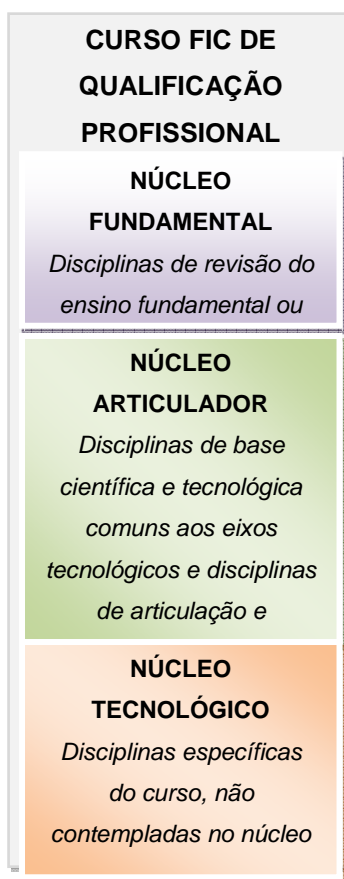 CURSO FIC DE
QUALIFICAÇÃO
PROFISSIONAL
NÚCLEO
FUNDAMENTAL
Disciplinas de revisão do
ensino fundamental ou
NÚCLEO
ARTICULADOR
Disciplinas de base
científica e tecnológica
comuns aos eixos
tecnológicos e disciplinas
de articulação e
NÚCLEO
TECNOLÓGICO
Disciplinas específicas
do curso, não
contempladas no núcleo